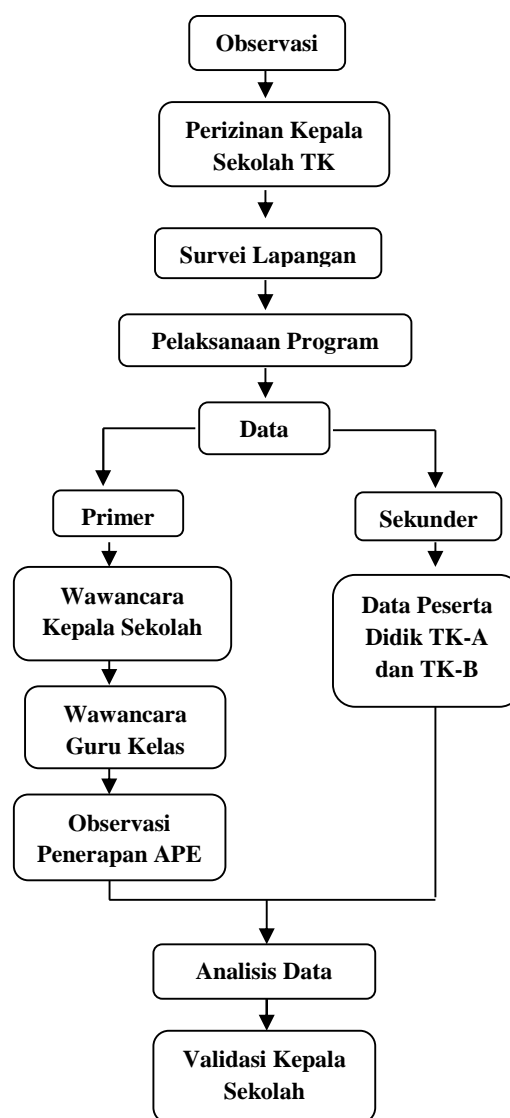 Observasi
Perizinan Kepala
Sekolah TK
Survei Lapangan
Pelaksanaan Program
Data
Primer
Sekunder
Wawancara
Kepala Sekolah
Data Peserta
Didik TK-A
dan TK-B
Wawancara
Guru Kelas
Observasi
Penerapan APE
Analisis Data
Validasi Kepala
Sekolah